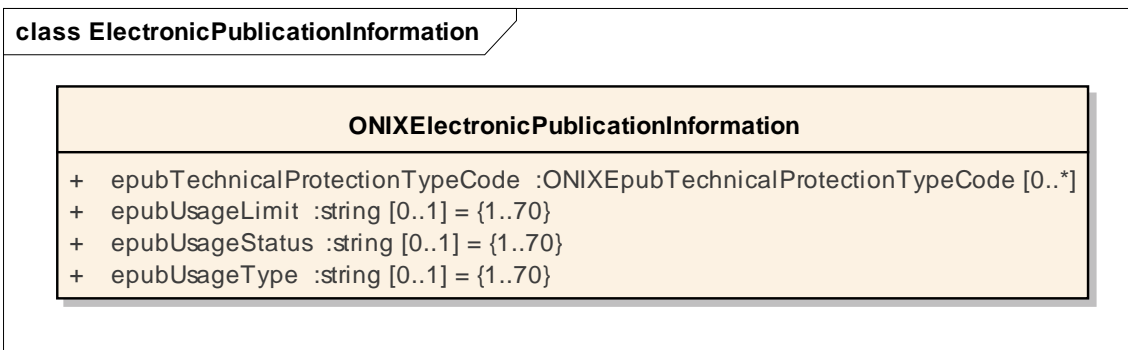 class ElectronicPublicationInformation
ONIXElectronicPublicationInformation
+ epubTechnicalProtectionTypeCode :ONIXEpubTechnicalProtectionTypeCode [0..*]
+ epubUsageLimit :string [0..1] = {1..70}
+ epubUsageStatus :string [0..1] = {1..70}
+ epubUsageType :string [0..1] = {1..70}